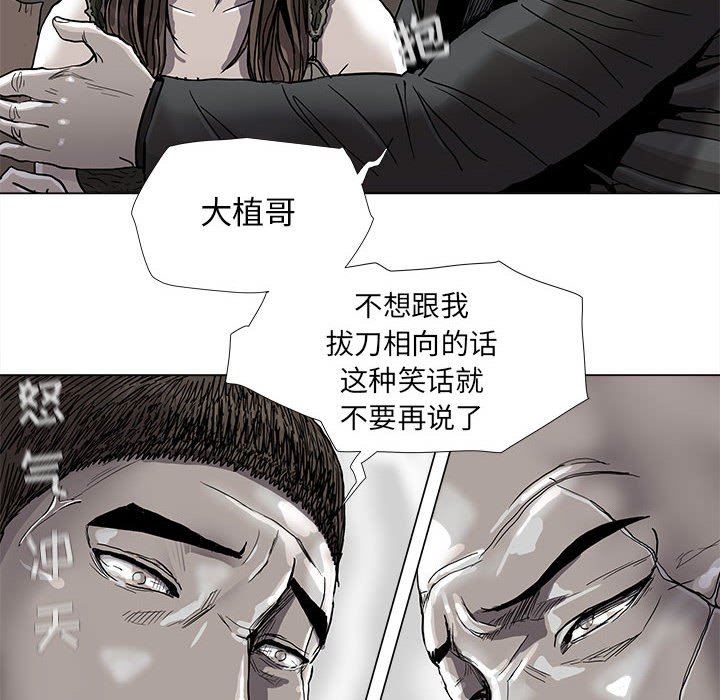 抱
大植哥
不想跟我
拔刀相向的话
这种笑话就
不要再说了
怒气冲天